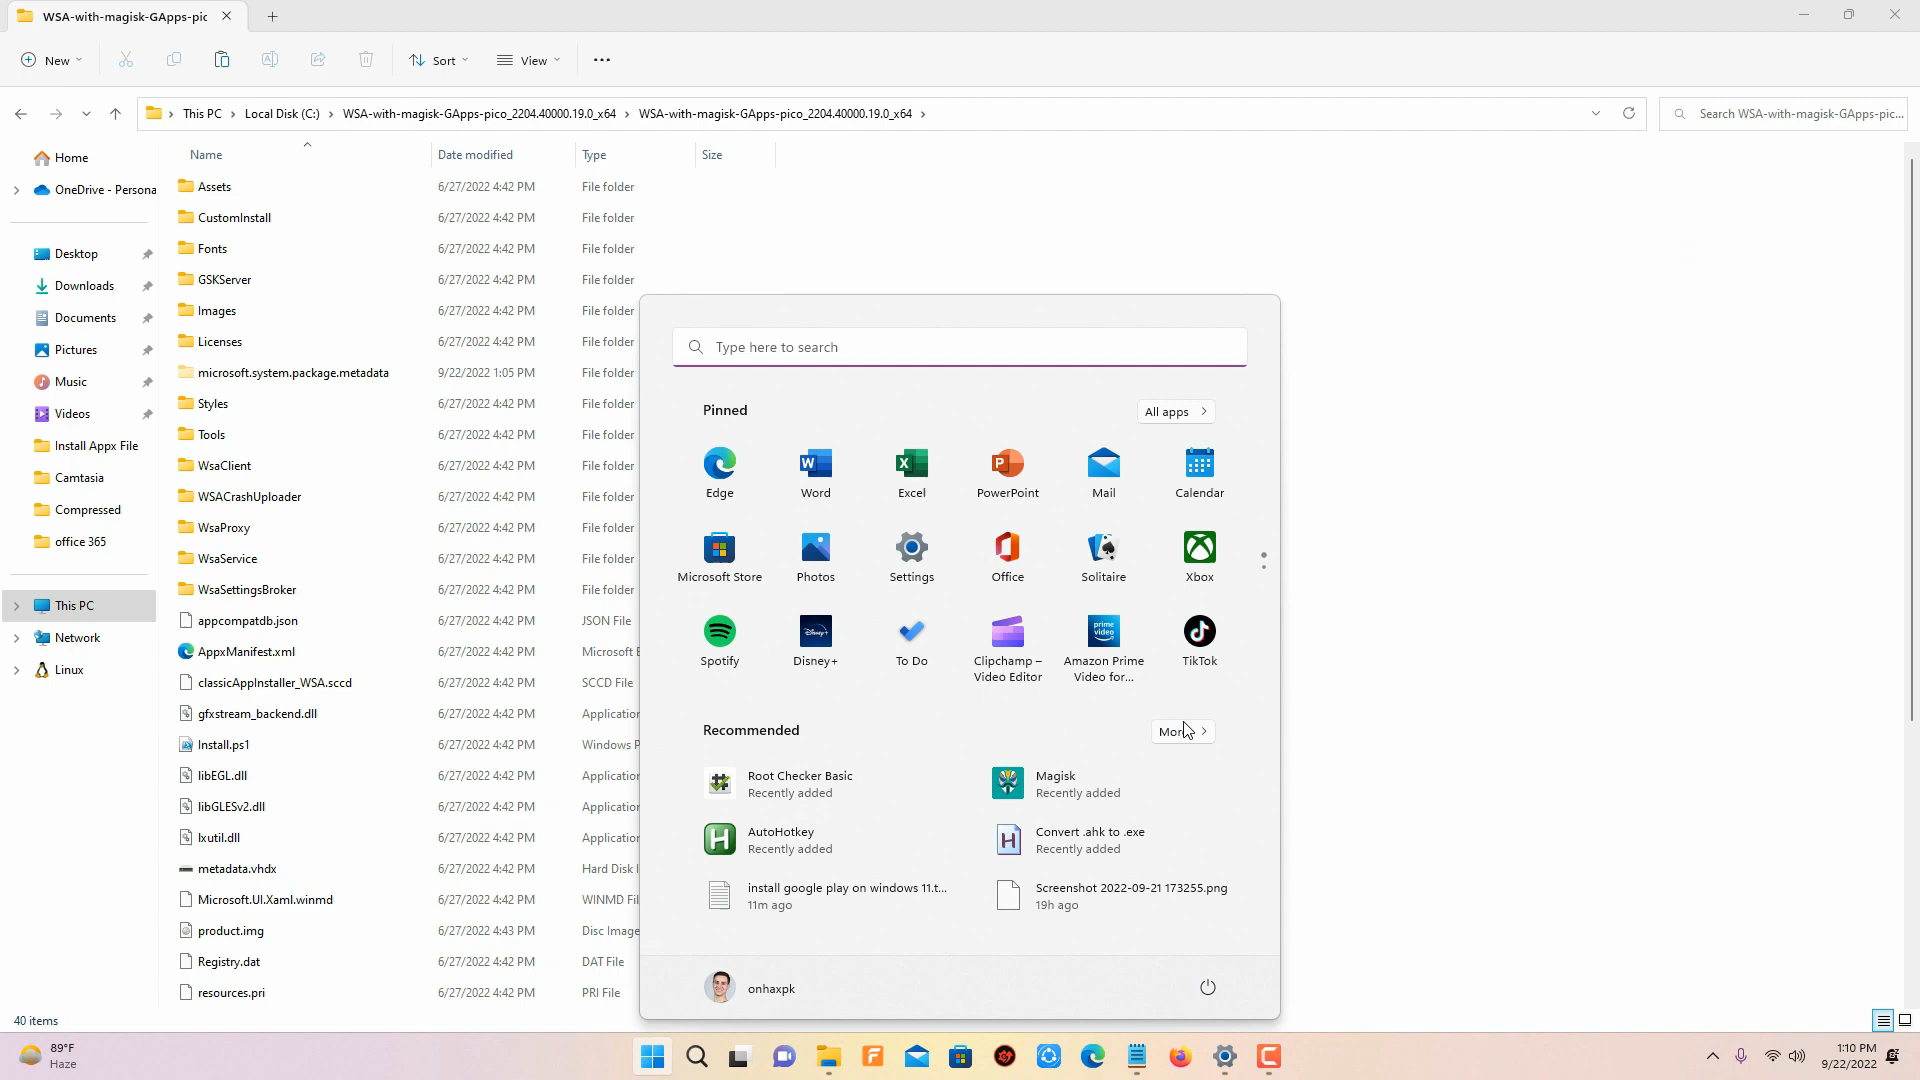 WSA-with-magisk-GApps-pic
New
Sort
View
This PC
Local Disk (C:)
WSA-with-magisk-GApps-pico_2204.40000.19.0_x64
WSA-with-magisk-GApps-pico_2204.40000.19.0_x64
Search WSA-with-magisk-GApps-pic...
Home
OneDrive - Persona
Desktop
Downloads
Documents
Pictures
Music
Videos
Install Appx File
Camtasia
Compressed
office 365
This PC
Network
Linux
Name Date modified Type Size
Assets 6/27/2022 4:42 PM File folder
CustomInstall 6/27/2022 4:42 PM File folder
Fonts 6/27/2022 4:42 PM File folder
GSKServer 6/27/2022 4:42 PM File folder
Images 6/27/2022 4:42 PM File folder
Licenses 6/27/2022 4:42 PM File folder
microsoft.system.package.metadata 9/22/2022 1:05 PM File folder
Styles 6/27/2022 4:42 PM File folder
Tools 6/27/2022 4:42 PM File folder
WsaClient 6/27/2022 4:42 PM File folder
WSACrashUploader 6/27/2022 4:42 PM File folder
WsaProxy 6/27/2022 4:42 PM File folder
WsaService 6/27/2022 4:42 PM File folder
WsaSettingsBroker 6/27/2022 4:42 PM File folder
appcompatdb.json 6/27/2022 4:42 PM JSON File
AppxManifest.xml 6/27/2022 4:42 PM Microsoft E
classicAppInstaller_WSA.sccd 6/27/2022 4:42 PM SCCD File
gfxstream_backend.dll 6/27/2022 4:42 PM Application
Install.ps1 6/27/2022 4:42 PM Windows P
libEGL.dll 6/27/2022 4:42 PM Application
libGLESv2.dll 6/27/2022 4:42 PM Application
lxutil.dll 6/27/2022 4:42 PM Application
metadata.vhdx 6/27/2022 4:42 PM Hard Disk I
Microsoft.UI.Xaml.winmd 6/27/2022 4:42 PM WINMD Fil
product.img 6/27/2022 4:43 PM Disc Image
Registry.dat 6/27/2022 4:42 PM DAT File
resources.pri 6/27/2022 4:42 PM PRI File
40 items
Type here to search
Pinned
All apps
Edge
Word
Excel
PowerPoint
Mail
Calendar
Microsoft Store
Photos
Settings
Office
Solitaire
Xbox
Spotify
Disney+
To Do
Clipchamp –
Video Editor
prime
video
Amazon Prime
Video for...
TikTok
Recommended
More
Root Checker Basic
Recently added
Magisk
Recently added
AutoHotkey
Recently added
Convert .ahk to .exe
Recently added
install google play on windows 11.t...
11m ago
Screenshot 2022-09-21 173255.png
19h ago
onhaxpk
89°F
Haze
1:10 PM
9/22/2022